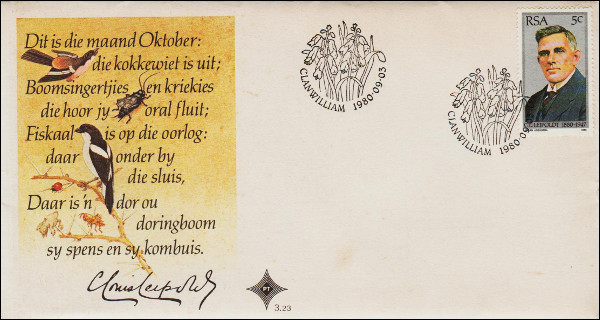 Dit is die maand Oktober:
die kokkewiet is uit;
Boomsingertjies en kriekies
die hoor jy oral fluit;
Fiskaal is op die oorlog:
daar onder by
die sluis,
Daar is 'n dor ou
doringboom
sy spens en sy kombuis.
3.23
CLANWILLIAM 1980·09·03
CLANWILLIAM 1980·09
RSA 5c
LEIPOLDT 1880-1947